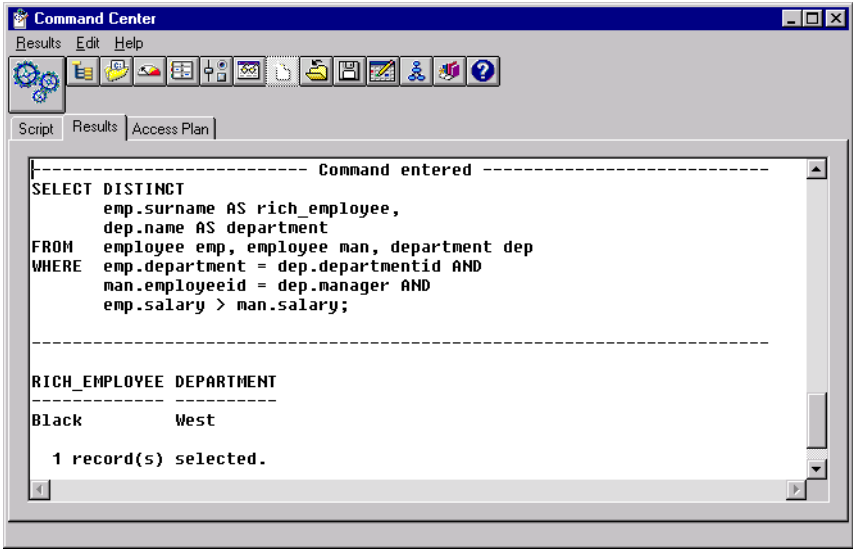 Command Center
Results Edit Help
Script Results Access Plan
--------------------------- Command entered ----------------------------
SELECT DISTINCT
       emp.surname AS rich_employee,
       dep.name AS department
FROM   employee emp, employee man, department dep
WHERE  emp.department = dep.departmentid AND
       man.employeeid = dep.manager AND
       emp.salary > man.salary;
------------------------------------------------------------------------
RICH_EMPLOYEE DEPARTMENT
------------- ----------
Black         West
  1 record(s) selected.